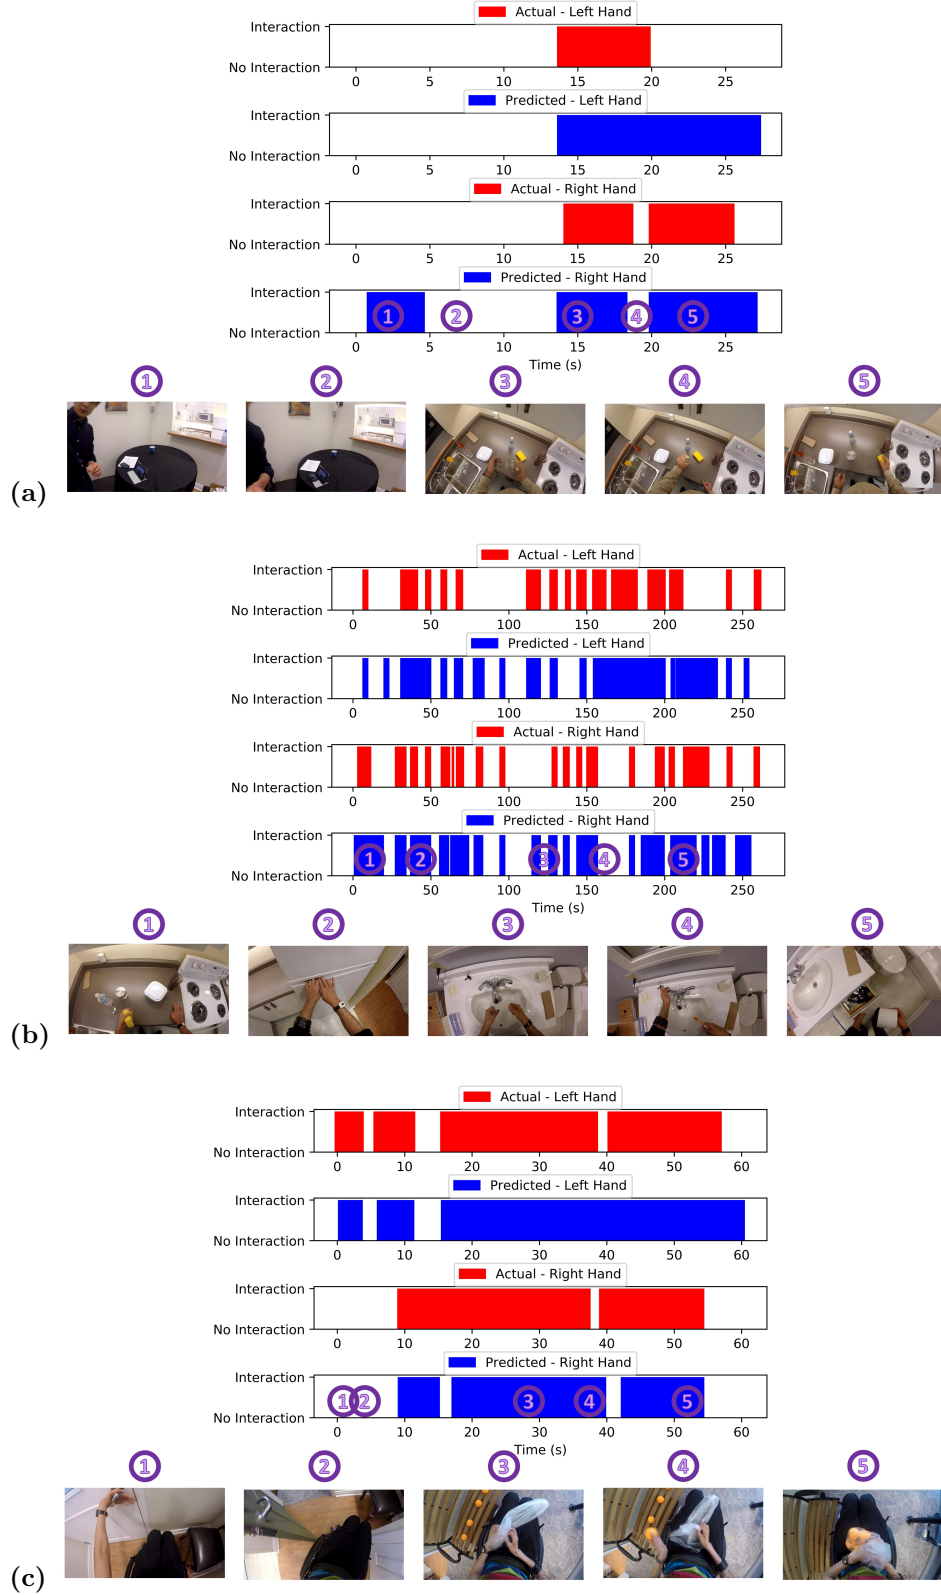 Actual - Left Hand
Interaction
No Interaction
0 5 10 15 20 25
Predicted - Left Hand
Interaction
No Interaction
0 5 10 15 20 25
Actual - Right Hand
Interaction
No Interaction
0 5 10 15 20 25
Predicted - Right Hand
Interaction
1 2 3 4 5
No Interaction
0 5 10 15 20 25
Time (s)
1 2 3 4 5
(a)
Actual - Left Hand
Interaction
No Interaction
0 50 100 150 200 250
Predicted - Left Hand
Interaction
No Interaction
0 50 100 150 200 250
Actual - Right Hand
Interaction
No Interaction
0 50 100 150 200 250
Predicted - Right Hand
Interaction
1 2 3 4 5
No Interaction
0 50 100 150 200 250
Time (s)
1 2 3 4 5
(b)
Actual - Left Hand
Interaction
No Interaction
0 10 20 30 40 50 60
Predicted - Left Hand
Interaction
No Interaction
0 10 20 30 40 50 60
Actual - Right Hand
Interaction
No Interaction
0 10 20 30 40 50 60
Predicted - Right Hand
Interaction
1 2 3 4 5
No Interaction
0 10 20 30 40 50 60
Time (s)
1 2 3 4 5
(c)